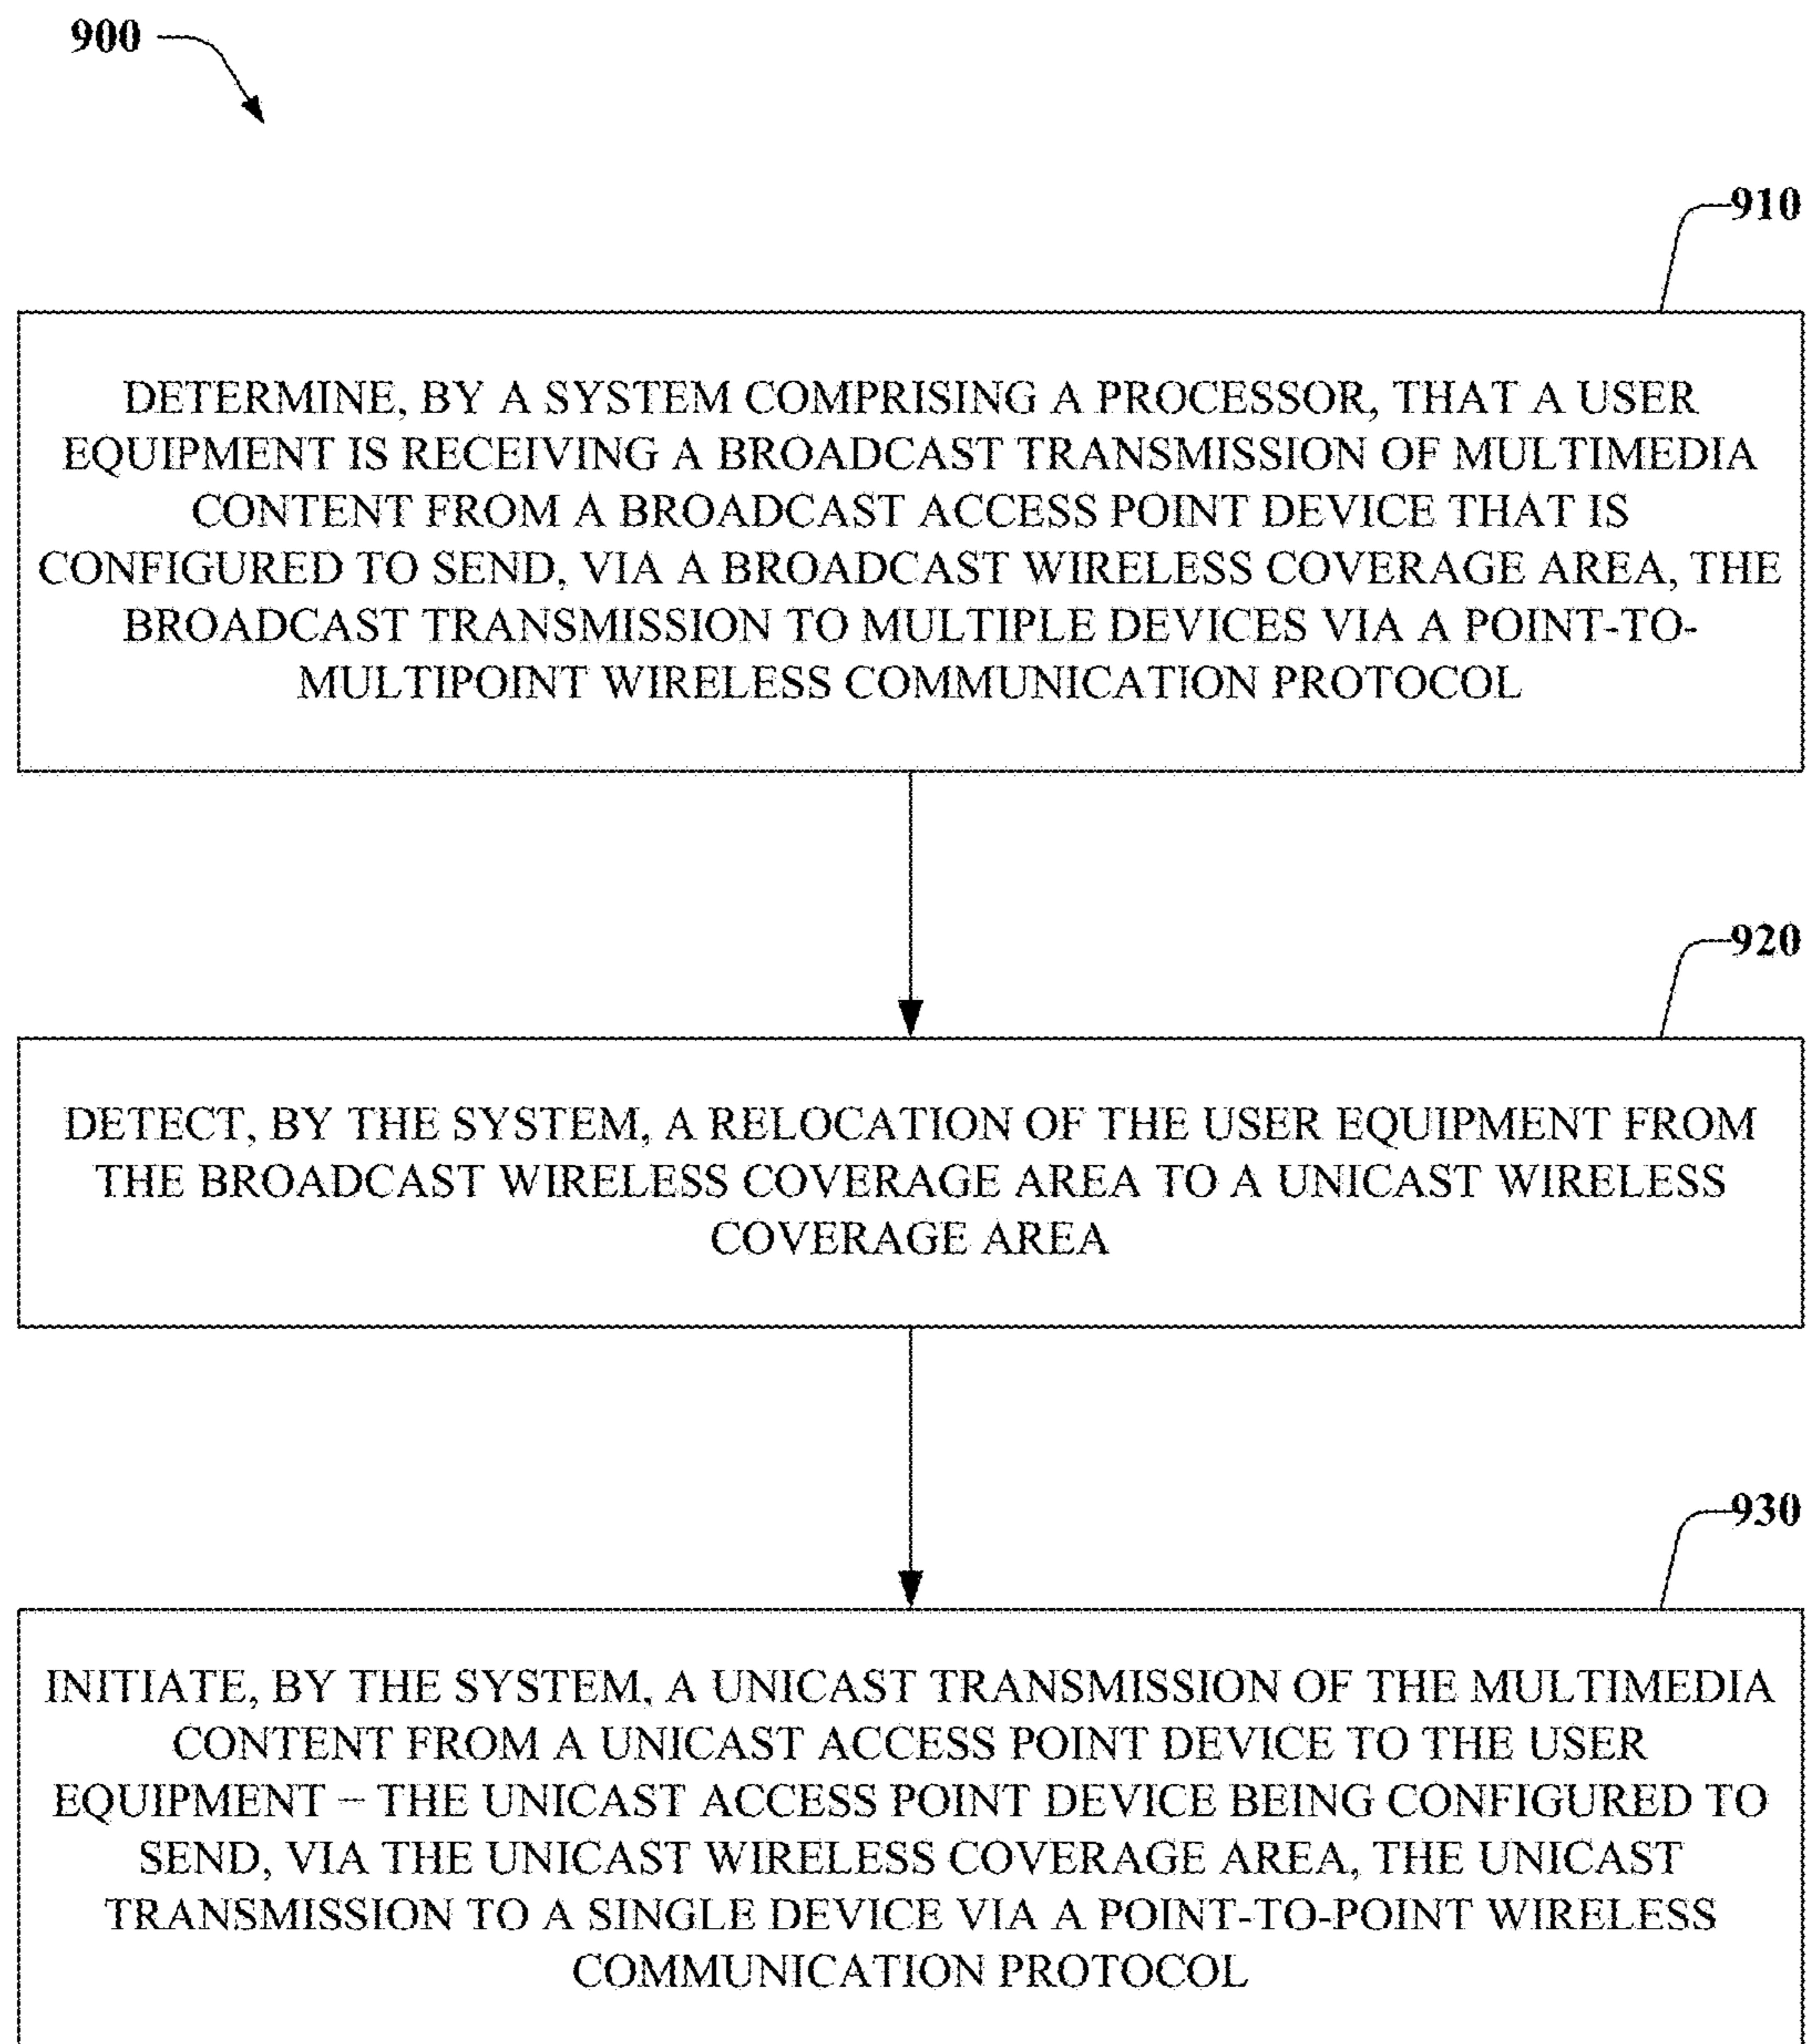 900
910
DETERMINE, BY A SYSTEM COMPRISING A PROCESSOR, THAT A USER
EQUIPMENT IS RECEIVING A BROADCAST TRANSMISSION OF MULTIMEDIA
CONTENT FROM A BROADCAST ACCESS POINT DEVICE THAT IS
CONFIGURED TO SEND, VIA A BROADCAST WIRELESS COVERAGE AREA, THE
BROADCAST TRANSMISSION TO MULTIPLE DEVICES VIA A POINT-TO-
MULTIPOINT WIRELESS COMMUNICATION PROTOCOL
920
DETECT, BY THE SYSTEM, A RELOCATION OF THE USER EQUIPMENT FROM
THE BROADCAST WIRELESS COVERAGE AREA TO A UNICAST WIRELESS
COVERAGE AREA
930
INITIATE, BY THE SYSTEM, A UNICAST TRANSMISSION OF THE MULTIMEDIA
CONTENT FROM A UNICAST ACCESS POINT DEVICE TO THE USER
EQUIPMENT – THE UNICAST ACCESS POINT DEVICE BEING CONFIGURED TO
SEND, VIA THE UNICAST WIRELESS COVERAGE AREA, THE UNICAST
TRANSMISSION TO A SINGLE DEVICE VIA A POINT-TO-POINT WIRELESS
COMMUNICATION PROTOCOL